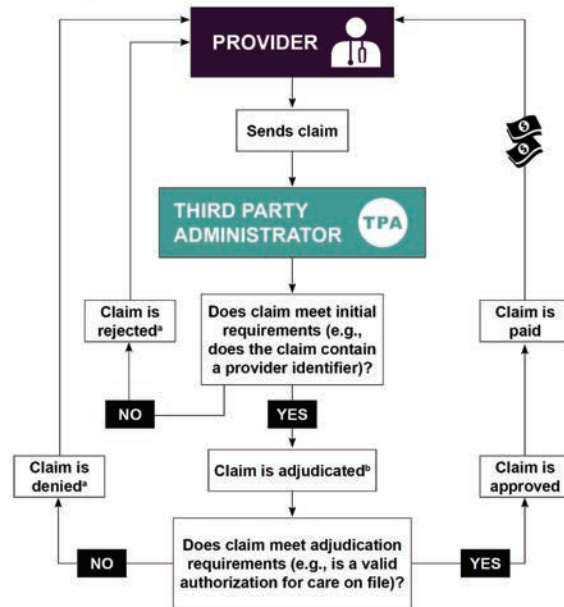 PROVIDER
Sends claim
THIRD PARTY
ADMINISTRATOR
TPA
Does claim meet initial
requirements (e.g.,
does the claim contain
a provider identifier)?
Claim is
rejectedᵃ
Claim is
paid
NO
YES
Claim is adjudicatedᵇ
Claim is
deniedᵃ
Claim is
approved
Does claim meet adjudication
requirements (e.g., is a valid
authorization for care on file)?
NO
YES
$
$